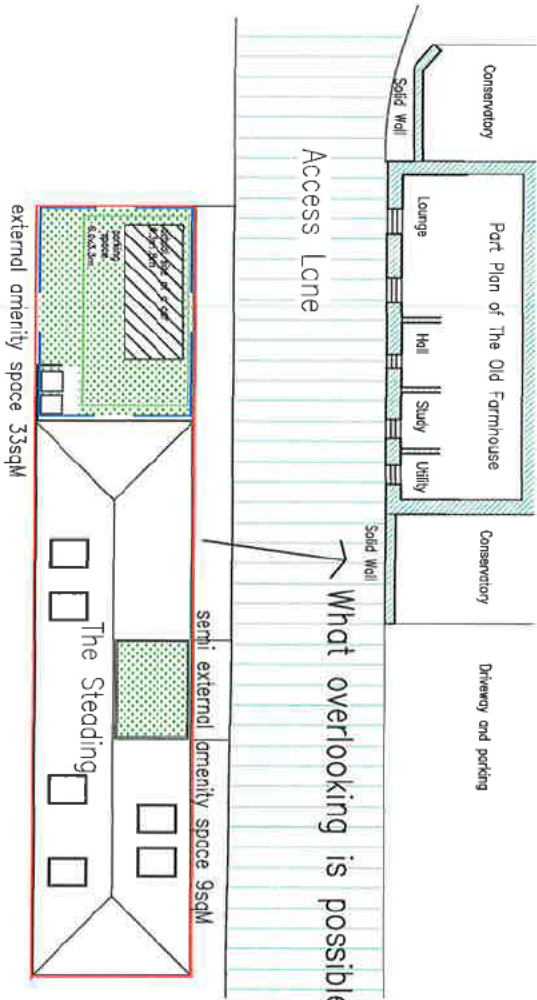 Conservatory
Solid Wall
Part Plan of The Old Farmhouse
Lounge
Hall
Study
Utility
Conservatory
Solid Wall
Driveway and parking
Access Lane
What overlooking is possible
parking
space
external amenity space 33sqM
semi external amenity space 9sqM
The Steading